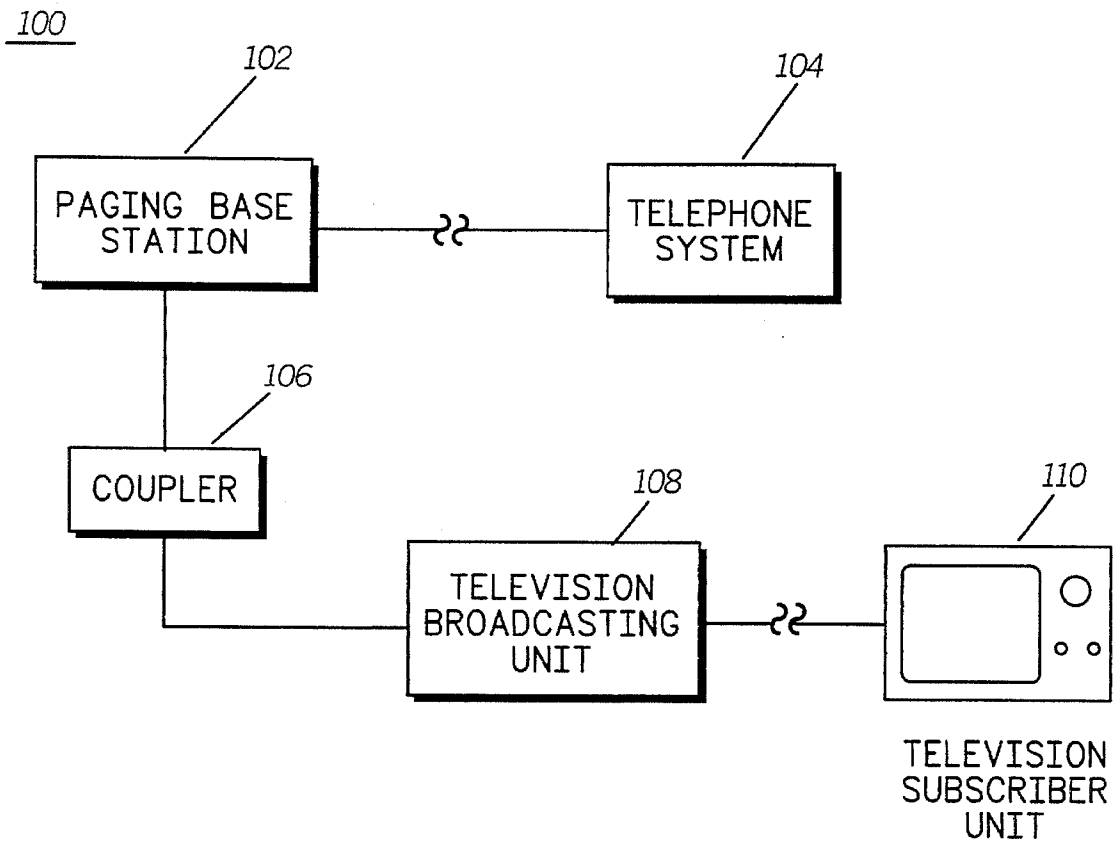 100
102
104
PAGING BASE
STATION
TELEPHONE
SYSTEM
106
COUPLER
108
110
TELEVISION
BROADCASTING
UNIT
TELEVISION
SUBSCRIBER
UNIT